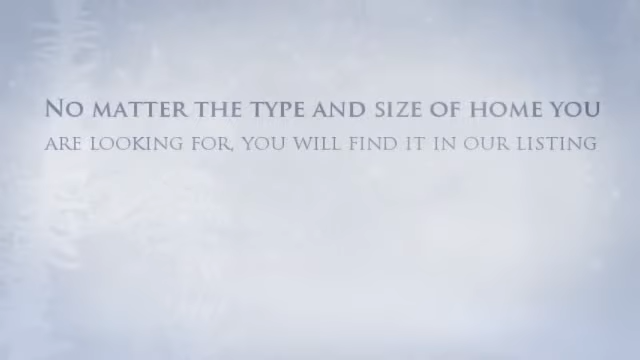 No matter the type and size of home you
are looking for, you will find it in our listing